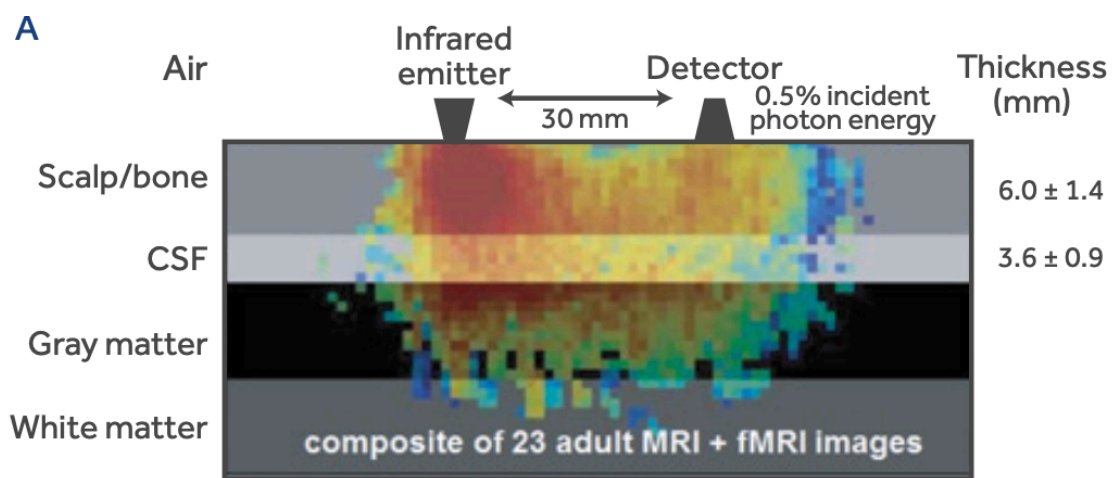 A
Air
Infrared
emitter
Detector
30 mm
0.5% incident
photon energy
Thickness
(mm)
Scalp/bone
6.0 ± 1.4
CSF
3.6 ± 0.9
Gray matter
White matter
composite of 23 adult MRI + fMRI images